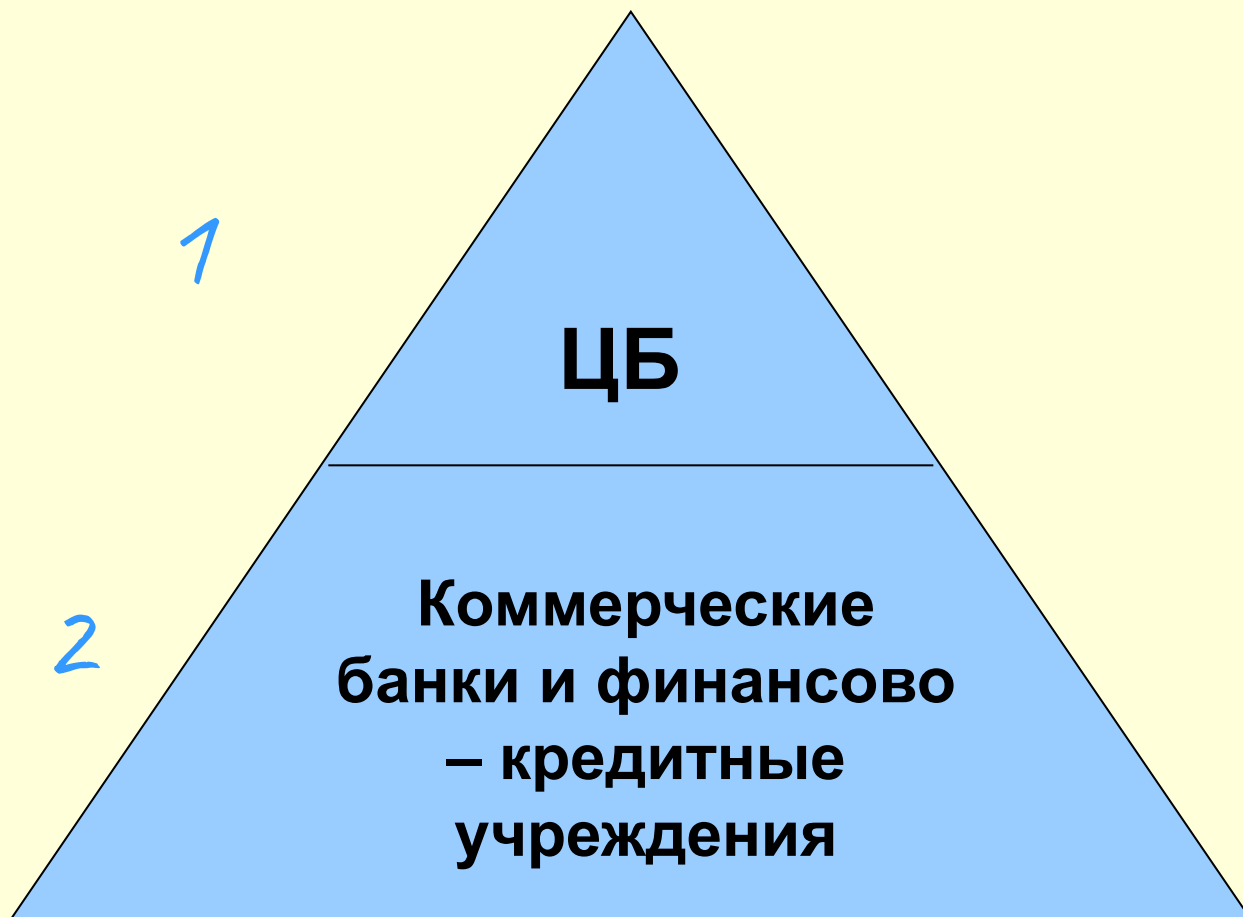 1
ЦБ
2
Коммерческие
банки и финансово
– кредитные
учреждения